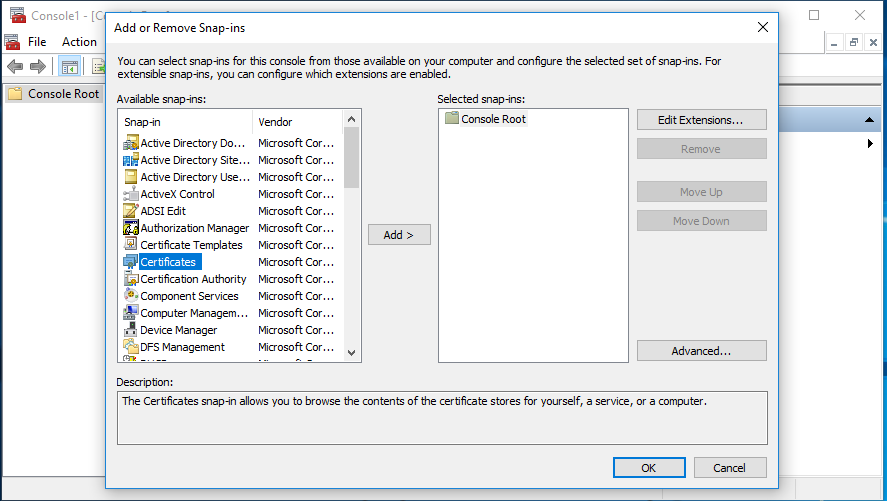 Console1 - [Co
File Action
Console Root
Add or Remove Snap-ins
You can select snap-ins for this console from those available on your computer and configure the selected set of snap-ins. For
extensible snap-ins, you can configure which extensions are enabled.
Available snap-ins:
Snap-in Vendor
Active Directory Do... Microsoft Cor...
Active Directory Site... Microsoft Cor...
Active Directory Use... Microsoft Cor...
ActiveX Control Microsoft Cor...
ADSI Edit Microsoft Cor...
Authorization Manager Microsoft Cor...
Certificate Templates Microsoft Cor...
Certificates Microsoft Cor...
Certification Authority Microsoft Cor...
Component Services Microsoft Cor...
Computer Managem... Microsoft Cor...
Device Manager Microsoft Cor...
DFS Management Microsoft Cor...
Add >
Selected snap-ins:
Console Root
Edit Extensions...
Remove
Move Up
Move Down
Advanced...
Description:
The Certificates snap-in allows you to browse the contents of the certificate stores for yourself, a service, or a computer.
OK Cancel